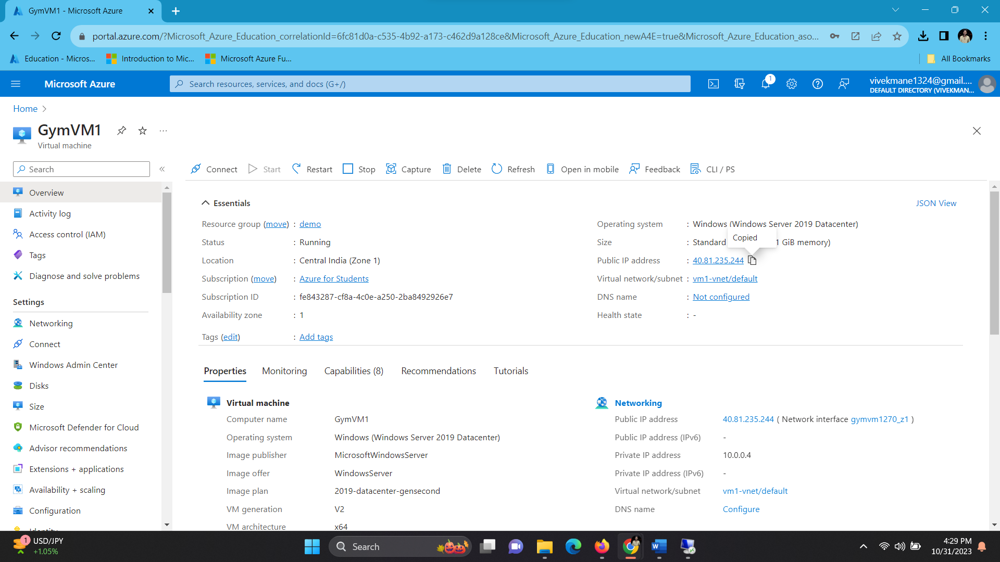 GymVM1 - Microsoft Azure
portal.azure.com/?Microsoft_Azure_Education_correlationId=6fc81d0a-c535-4b92-a173-c462d9a128ce&Microsoft_Azure_Education_newA4E=true&Microsoft_Azure_Education_aso...
Education - Micros... Introduction to Mic... Microsoft Azure Fu... All Bookmarks
Microsoft Azure
Search resources, services, and docs (G+/)
1
vivekmane1324@gmail....
DEFAULT DIRECTORY (VIVEKMAN...
Home
GymVM1
Virtual machine
Search
Connect Start Restart Stop Capture Delete Refresh Open in mobile Feedback CLI / PS
Overview
Activity log
Access control (IAM)
Tags
Diagnose and solve problems
Settings
Networking
Connect
Windows Admin Center
Disks
Size
Microsoft Defender for Cloud
Advisor recommendations
Extensions + applications
Availability + scaling
Configuration
Identity
Essentials
JSON View
Resource group (move) : demo
Status : Running
Location : Central India (Zone 1)
Subscription (move) : Azure for Students
Subscription ID : fe843287-cf8a-4c0e-a250-2ba8492926e7
Availability zone : 1
Tags (edit) : Add tags
Operating system : Windows (Windows Server 2019 Datacenter)
Copied
Size : Standard 1 GiB memory)
Public IP address : 40.81.235.244
Virtual network/subnet : vm1-vnet/default
DNS name : Not configured
Health state : -
Properties Monitoring Capabilities (8) Recommendations Tutorials
Virtual machine
Computer name GymVM1
Operating system Windows (Windows Server 2019 Datacenter)
Image publisher MicrosoftWindowsServer
Image offer WindowsServer
Image plan 2019-datacenter-gensecond
VM generation V2
VM architecture x64
Networking
Public IP address 40.81.235.244 ( Network interface gymvm1270_z1 )
Public IP address (IPv6) -
Private IP address 10.0.0.4
Private IP address (IPv6) -
Virtual network/subnet vm1-vnet/default
DNS name Configure
1
USD/JPY
+1.05%
Search
4:29 PM
10/31/2023